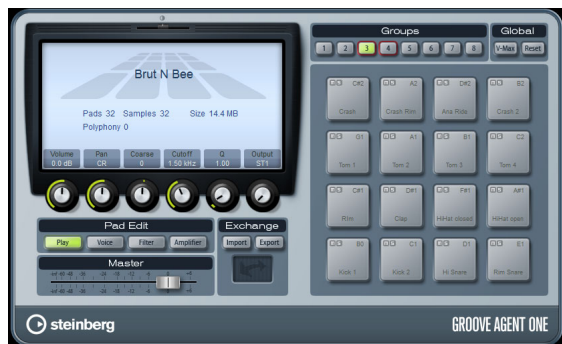 Brut N Bee
Pads 32 Samples 32 Size 14.4 MB
Polyphony 0
Volume Pan Coarse Cutoff Q Output
0.0 dB CR 0 1.50 kHz 1.00 ST1
Pad Edit
Play Voice Filter Amplifier
Exchange
Import Export
Master
steinberg
Groups
1 2 3 4 5 6 7 8
Global
V-Max Reset
C#2 A2 D#2 B2
Crash Crash Rim Ana Ride Crash 2
G1 A1 B1 C2
Tom 1 Tom 2 Tom 3 Tom 4
C#1 D#1 F#1 A#1
Rim Clap HiHat closed HiHat open
B0 C1 D1 E1
Kick 1 Kick 2 Hi Snare Rim Snare
GROOVE AGENT ONE